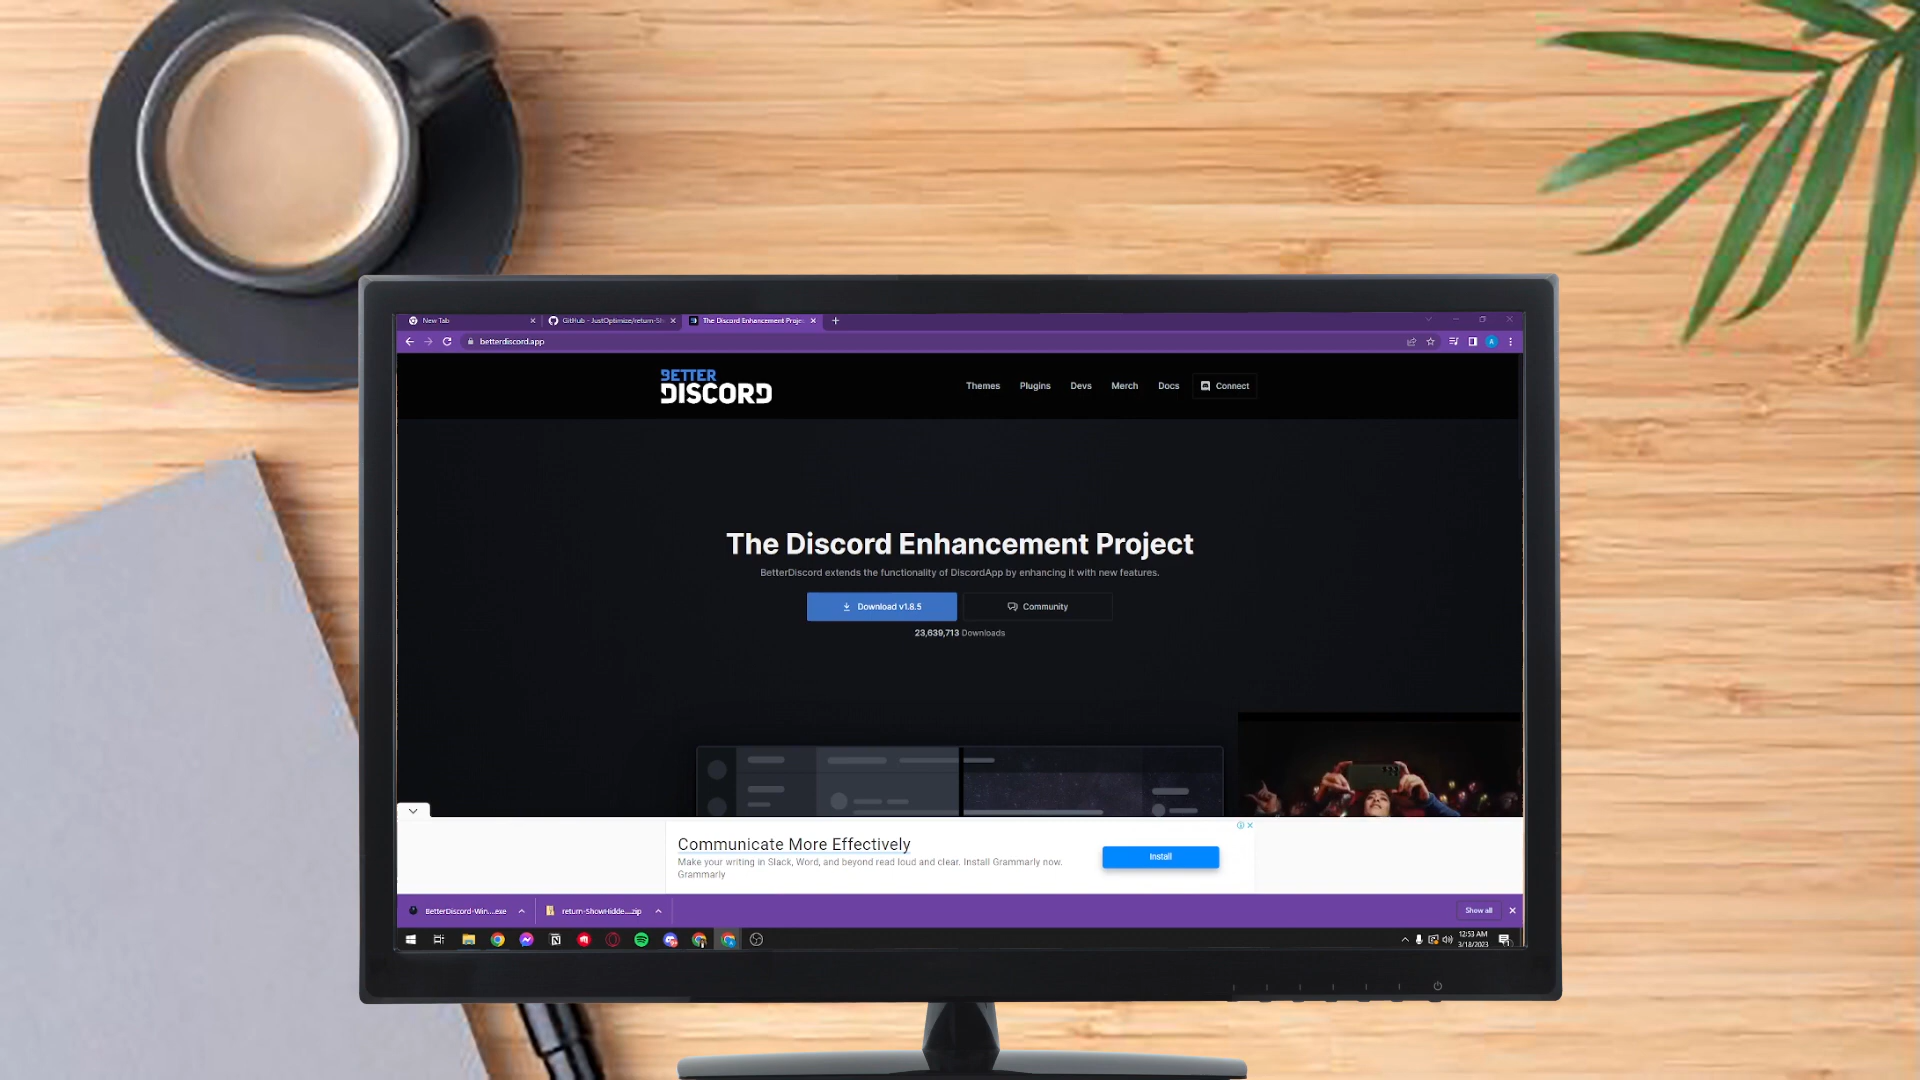 New Tab
GitHub - JustOptimize/return-Sh
The Discord Enhancement Projec
betterdiscord.app
BETTER
DISCORD
Themes
Plugins
Devs
Merch
Docs
Connect
The Discord Enhancement Project
BetterDiscord extends the functionality of DiscordApp by enhancing it with new features.
Download v1.8.5
Community
23,639,713 Downloads
Communicate More Effectively
Make your writing in Slack, Word, and beyond read loud and clear. Install Grammarly now.
Grammarly
Install
BetterDiscord-Win....exe
return-ShowHidde....zip
Show all
12:53 AM
3/18/2023